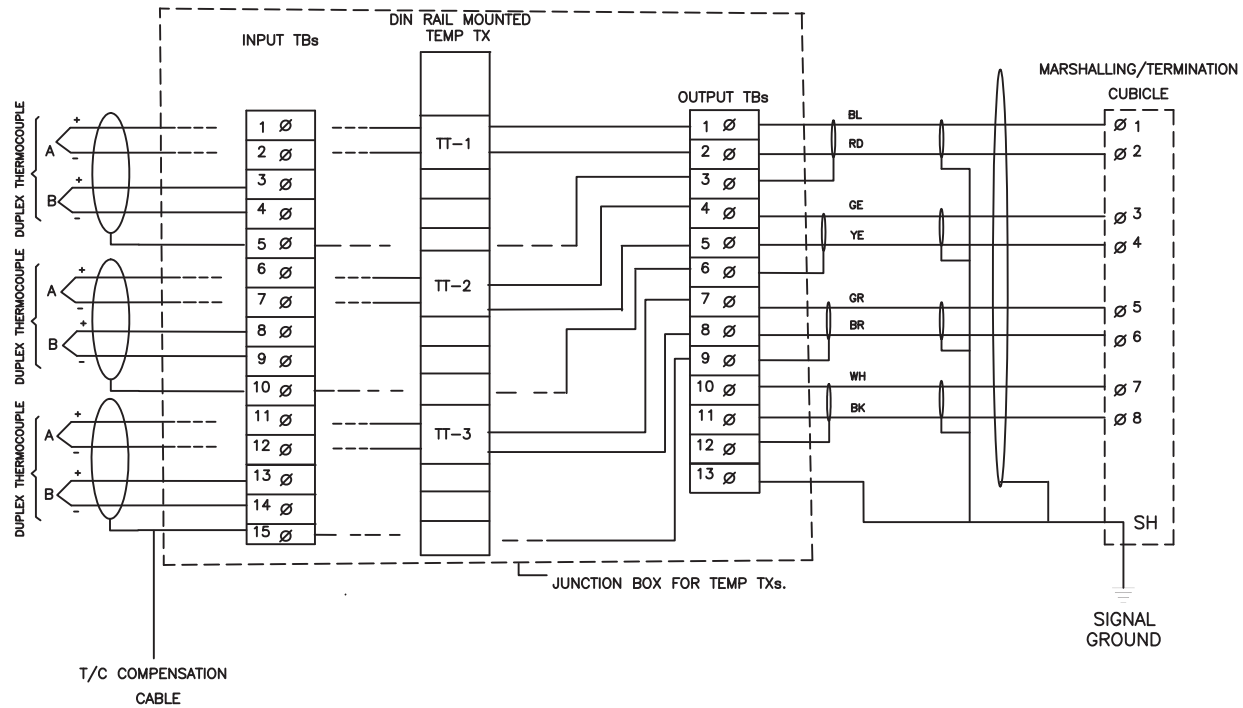 DIN RAIL MOUNTED
TEMP TX
INPUT TBs
OUTPUT TBs
MARSHALLING/TERMINATION
CUBICLE
DUPLEX THERMOCOUPLE
A
+
-
B
+
-
DUPLEX THERMOCOUPLE
A
+
-
B
+
-
DUPLEX THERMOCOUPLE
A
+
-
B
+
-
1
2
3
4
5
6
7
8
9
10
11
12
13
14
15
TT-1
TT-2
TT-3
1
2
3
4
5
6
7
8
9
10
11
12
13
BL
RD
GE
YE
GR
BR
WH
BK
1
2
3
4
5
6
7
8
SH
JUNCTION BOX FOR TEMP TXs.
SIGNAL
GROUND
T/C COMPENSATION
CABLE